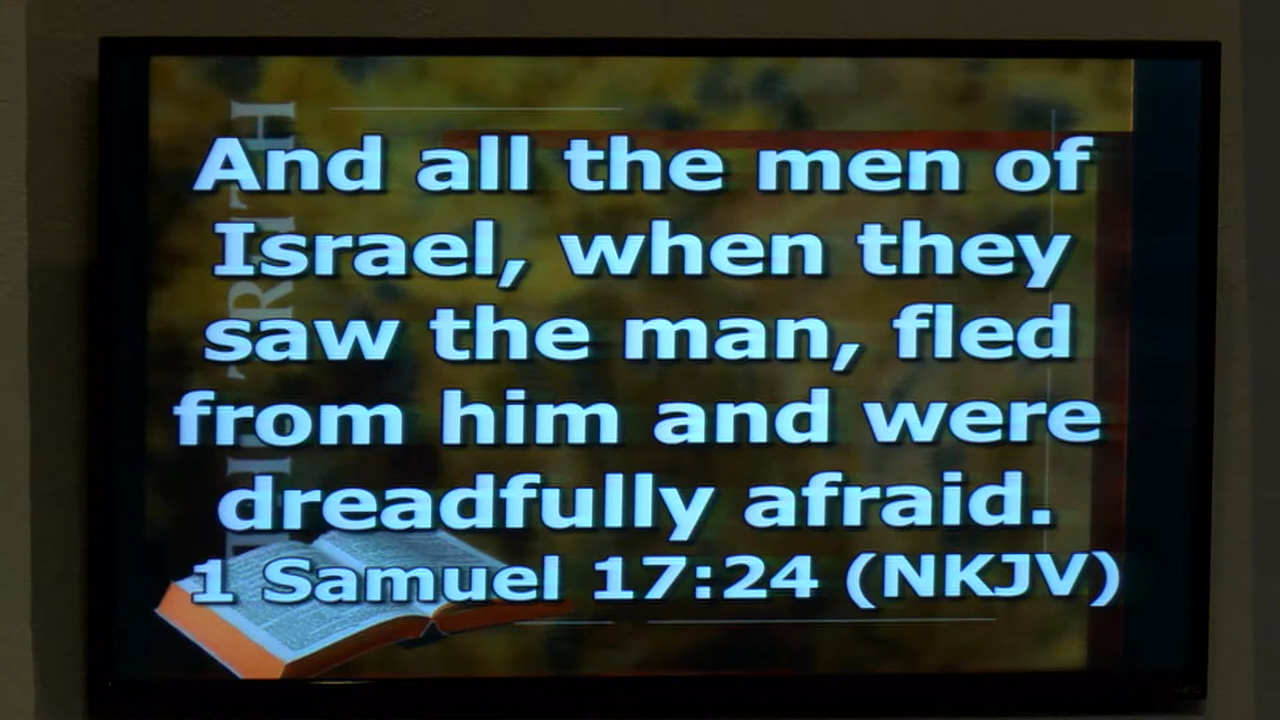 And all the men of
Israel, when they
saw the man, fled
from him and were
dreadfully afraid.
1 Samuel 17:24 (NKJV)